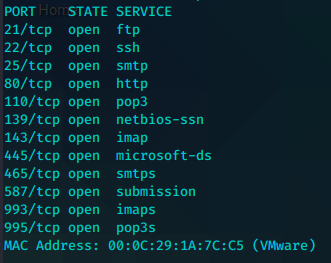 PORT STATE SERVICE
21/tcp open ftp
22/tcp open ssh
25/tcp open smtp
80/tcp open http
110/tcp open pop3
139/tcp open netbios-ssn
143/tcp open imap
445/tcp open microsoft-ds
465/tcp open smtps
587/tcp open submission
993/tcp open imaps
995/tcp open pop3s
MAC Address: 00:0C:29:1A:7C:C5 (VMware)